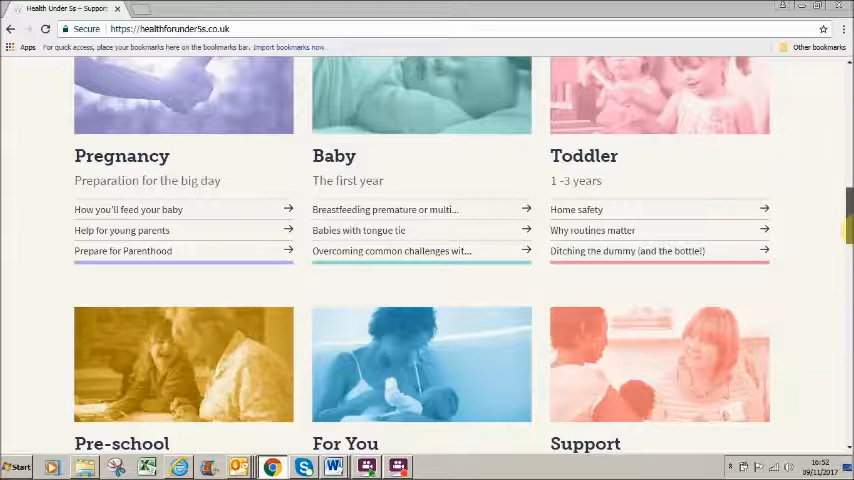 Health Under 5s – Support
Secure
https://healthforunder5s.co.uk
Apps
For quick access, place your bookmarks here on the bookmarks bar. Import bookmarks now...
Other bookmarks
Pregnancy
Preparation for the big day
How you'll feed your baby
Help for young parents
Prepare for Parenthood
Baby
The first year
Breastfeeding premature or multi...
Babies with tongue tie
Overcoming common challenges wit...
Toddler
1 -3 years
Home safety
Why routines matter
Ditching the dummy (and the bottle!)
Pre-school
For You
Support
Start
16:52
09/11/2017